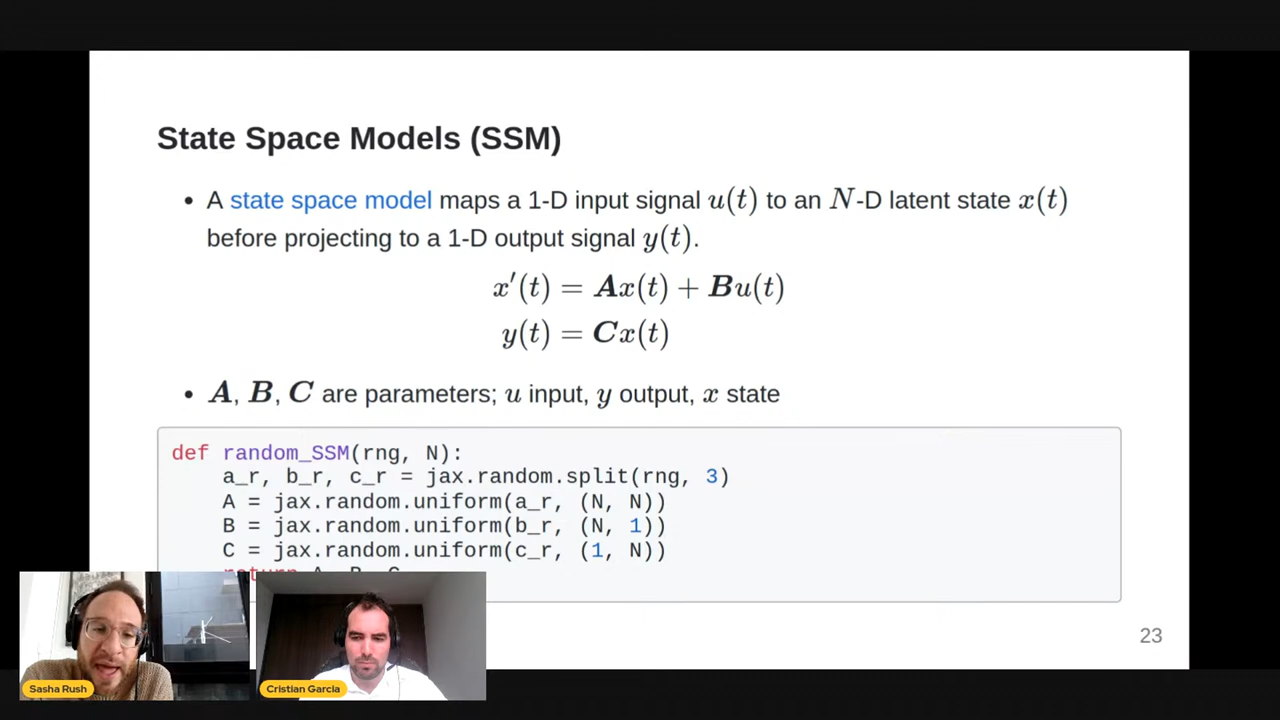 State Space Models (SSM)
• A state space model maps a 1-D input signal u(t) to an N-D latent state x(t)
before projecting to a 1-D output signal y(t).
x′(t) = Ax(t) + Bu(t)
y(t) = Cx(t)
• A, B, C are parameters; u input, y output, x state
def random_SSM(rng, N):
    a_r, b_r, c_r = jax.random.split(rng, 3)
    A = jax.random.uniform(a_r, (N, N))
    B = jax.random.uniform(b_r, (N, 1))
    C = jax.random.uniform(c_r, (1, N))
    return A, B, C
23
Sasha Rush
Cristian Garcia